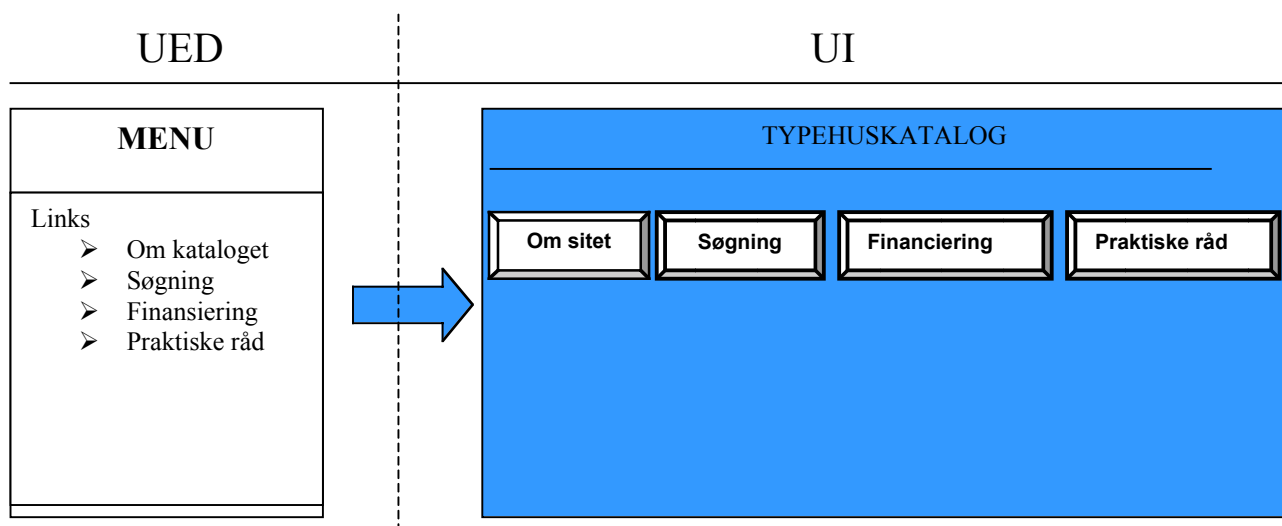 UED
UI
MENU
Links
➢ Om kataloget
➢ Søgning
➢ Finansiering
➢ Praktiske råd
TYPEHUSKATALOG
Om sitet
Søgning
Financiering
Praktiske råd